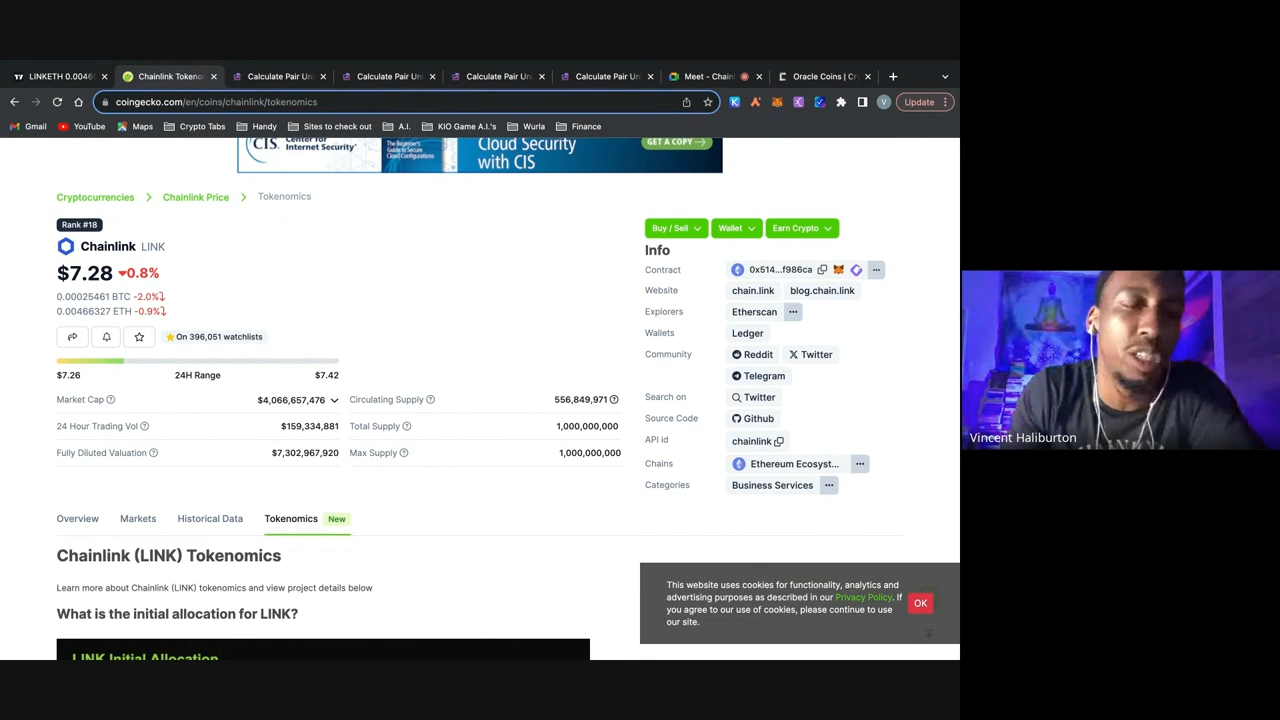 LINKETH 0.0046
Chainlink Tokeno
Calculate Pair Un
Calculate Pair Un
Calculate Pair Un
Calculate Pair Un
Meet - Chain
Oracle Coins | Cr
coingecko.com/en/coins/chainlink/tokenomics
Update
Gmail YouTube Maps Crypto Tabs Handy Sites to check out A.I. KIO Game A.I.'s Wurla Finance
CIS. Center for Internet Security
The Beginner's Guide to Secure Cloud Configurations
Cloud Security
with CIS
GET A COPY
Cryptocurrencies > Chainlink Price > Tokenomics
Rank #18
Chainlink LINK
$7.28 0.8%
0.00025461 BTC -2.0%
0.00466327 ETH -0.9%
On 396,051 watchlists
$7.26 24H Range $7.42
Market Cap $4,066,657,476
24 Hour Trading Vol $159,334,881
Fully Diluted Valuation $7,302,967,920
Circulating Supply 556,849,971
Total Supply 1,000,000,000
Max Supply 1,000,000,000
Buy / Sell Wallet Earn Crypto
Info
Contract 0x514...f986ca
Website chain.link blog.chain.link
Explorers Etherscan
Wallets Ledger
Community Reddit Twitter
Telegram
Search on Twitter
Source Code Github
API id chainlink
Chains Ethereum Ecosyst...
Categories Business Services
Overview Markets Historical Data Tokenomics New
Chainlink (LINK) Tokenomics
Learn more about Chainlink (LINK) tokenomics and view project details below
What is the initial allocation for LINK?
LINK Initial Allocation
This website uses cookies for functionality, analytics and
advertising purposes as described in our Privacy Policy. If
you agree to our use of cookies, please continue to use
our site.
OK
Vincent Haliburton